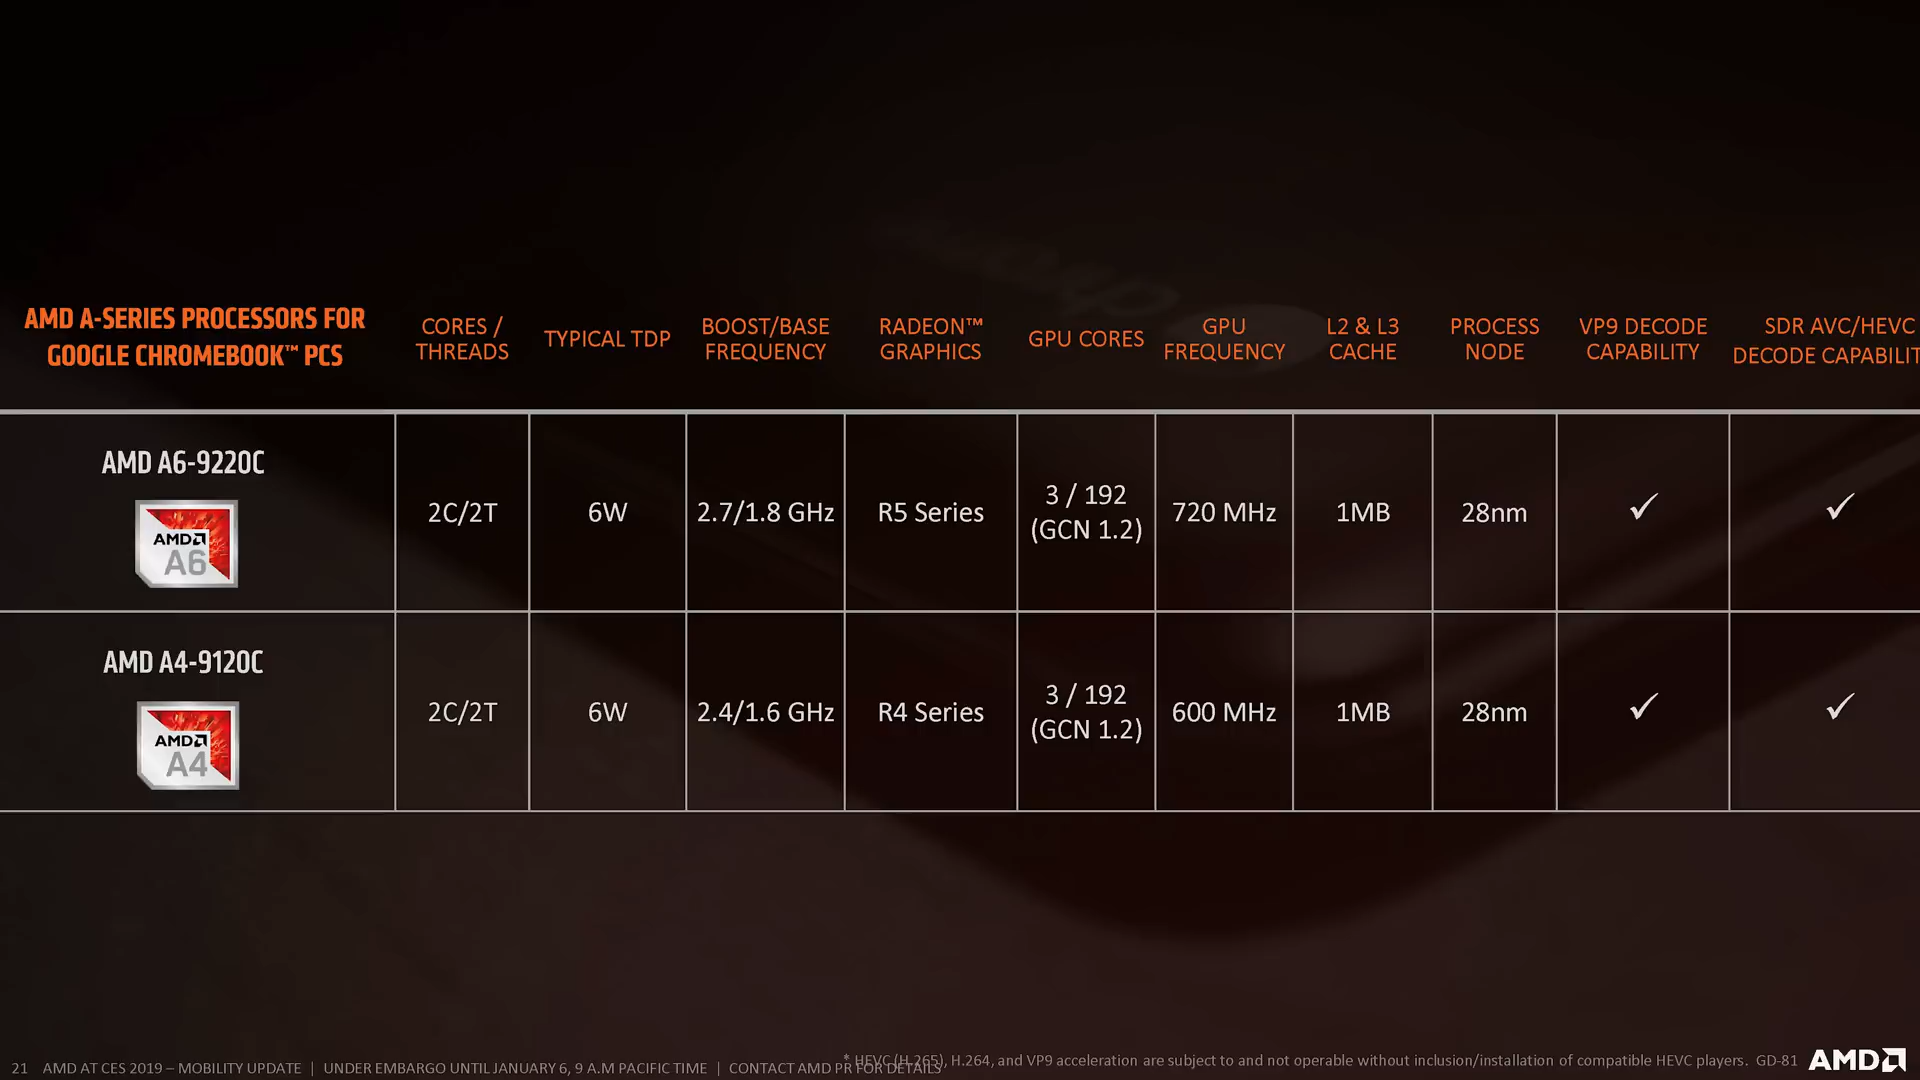 AMD A-SERIES PROCESSORS FOR
GOOGLE CHROMEBOOK™ PCS
CORES /
THREADS
TYPICAL TDP
BOOST/BASE
FREQUENCY
RADEON™
GRAPHICS
GPU CORES
GPU
FREQUENCY
L2 & L3
CACHE
PROCESS
NODE
VP9 DECODE
CAPABILITY
SDR AVC/HEVC
DECODE CAPABILIT
AMD A6-9220C
AMD
A6
2C/2T
6W
2.7/1.8 GHz
R5 Series
3 / 192
(GCN 1.2)
720 MHz
1MB
28nm
✓
✓
AMD A4-9120C
AMD
A4
2C/2T
6W
2.4/1.6 GHz
R4 Series
3 / 192
(GCN 1.2)
600 MHz
1MB
28nm
✓
✓
21 AMD AT CES 2019 – MOBILITY UPDATE | UNDER EMBARGO UNTIL JANUARY 6, 9 A.M PACIFIC TIME | CONTACT AMD PR FOR DETAILS
* HEVC (H.265), H.264, and VP9 acceleration are subject to and not operable without inclusion/installation of compatible HEVC players. GD-81
AMD